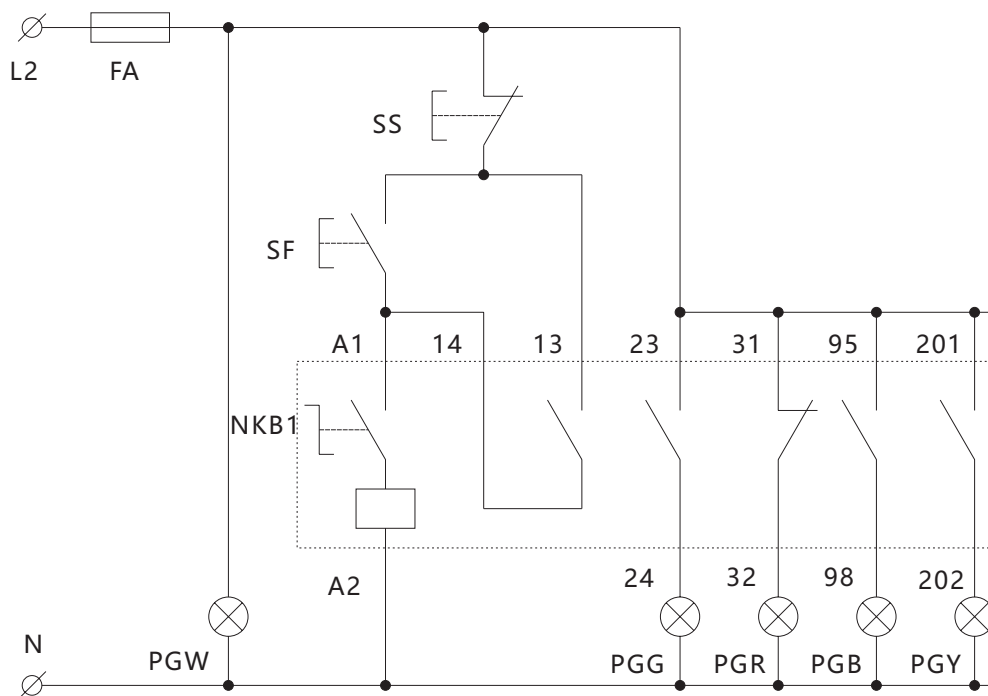 L2 FA
SS
SF
A1 14 13 23 31 95 201
NKB1
A2 24 32 98 202
N PGW PGG PGR PGB PGY